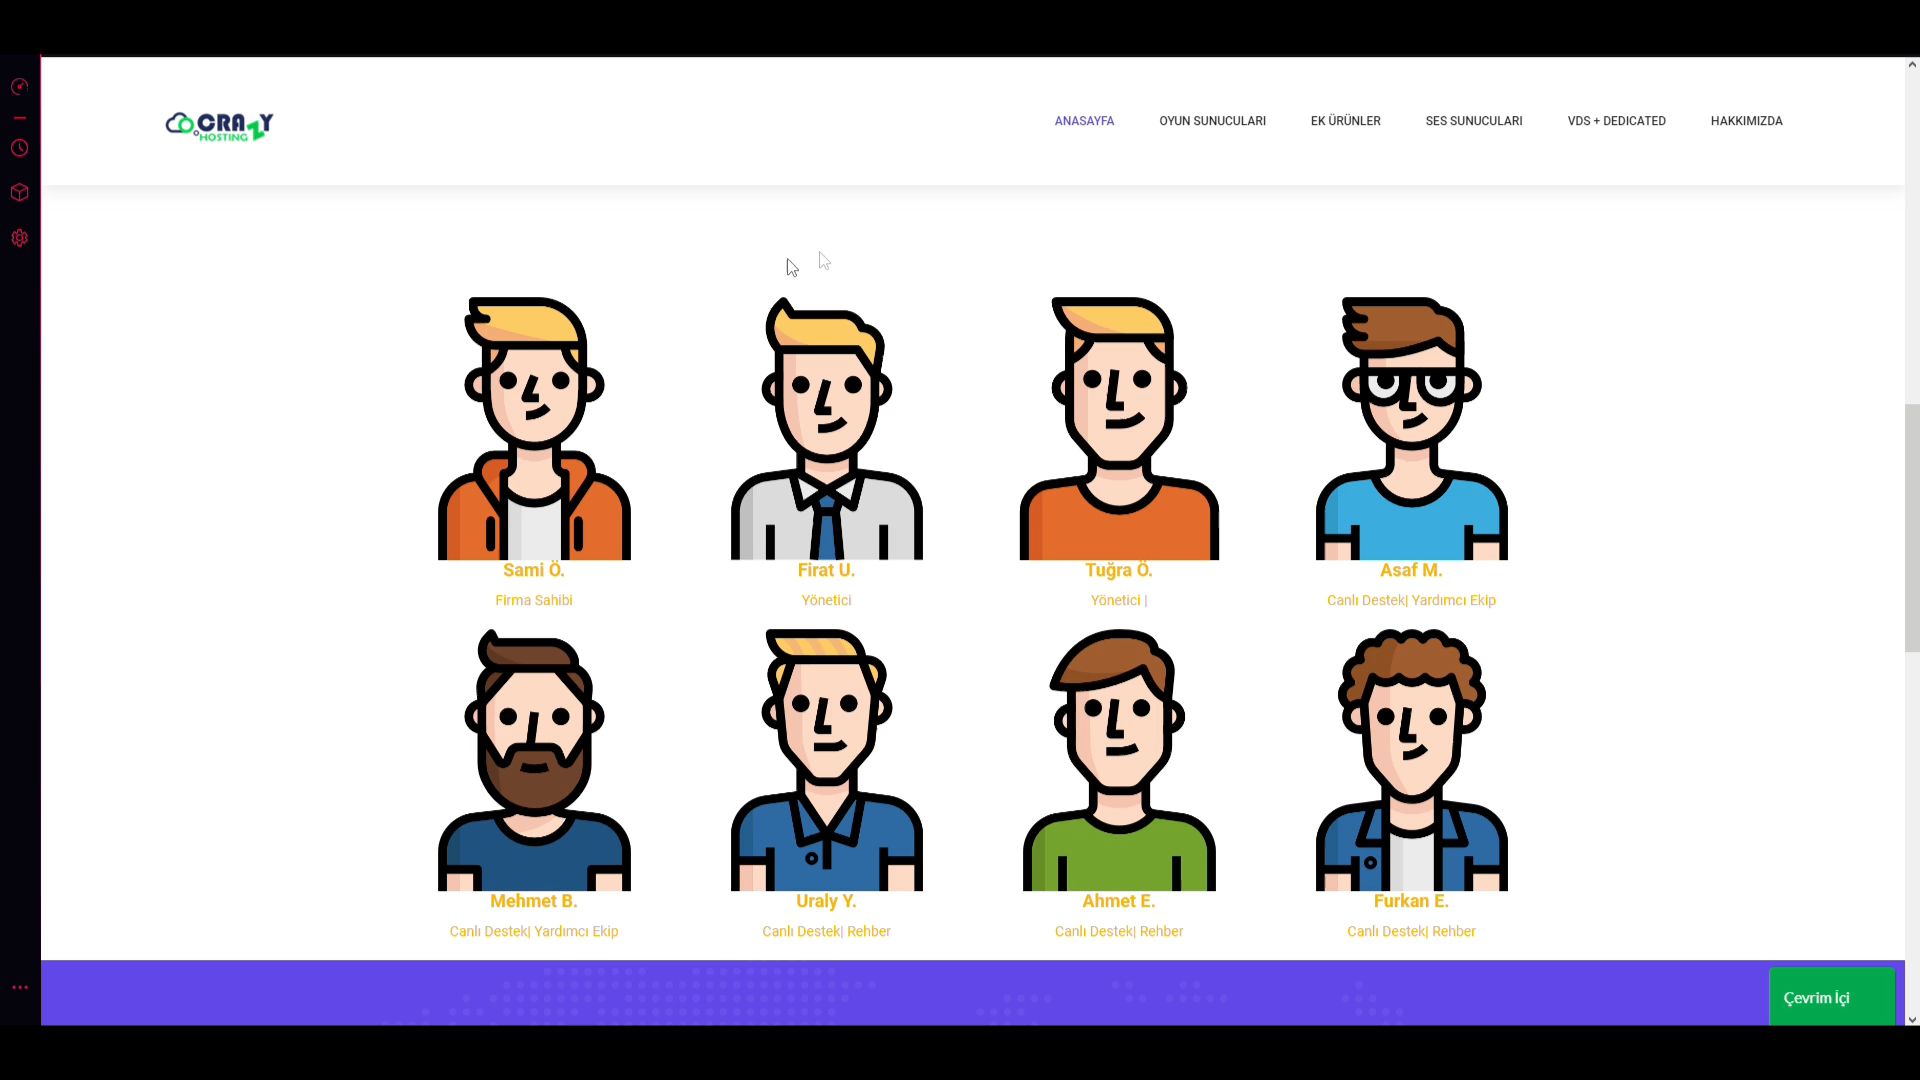 CRAZY
HOSTING
ANASAYFA
OYUN SUNUCULARI
EK ÜRÜNLER
SES SUNUCULARI
VDS + DEDICATED
HAKKIMIZDA
Sami Ö.
Firma Sahibi
Firat U.
Yönetici
Tuğra Ö.
Yönetici |
Asaf M.
Canlı Destek| Yardımcı Ekip
Mehmet B.
Canlı Destek| Yardımcı Ekip
Uraly Y.
Canlı Destek| Rehber
Ahmet E.
Canlı Destek| Rehber
Furkan E.
Canlı Destek| Rehber
Çevrim İçi